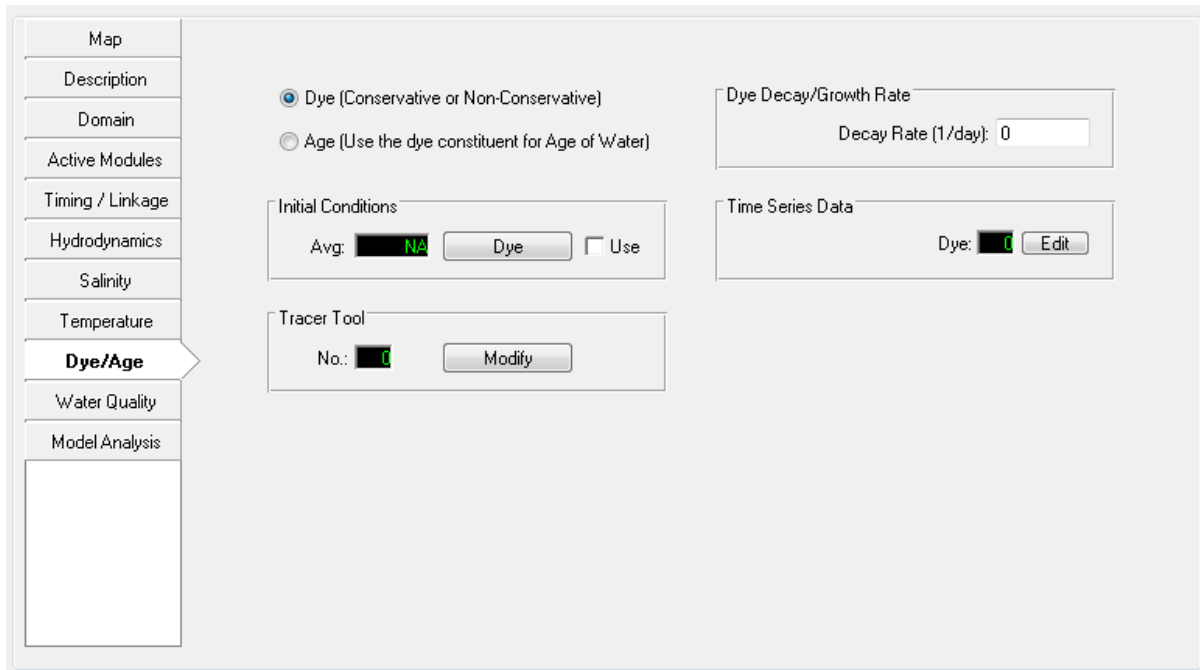 Map
Description
Domain
Active Modules
Timing / Linkage
Hydrodynamics
Salinity
Temperature
Dye/Age
Water Quality
Model Analysis
Dye (Conservative or Non-Conservative)
Age (Use the dye constituent for Age of Water)
Dye Decay/Growth Rate
Decay Rate (1/day): 0
Initial Conditions
Avg: NA Dye Use
Time Series Data
Dye: 0 Edit
Tracer Tool
No.: 0 Modify